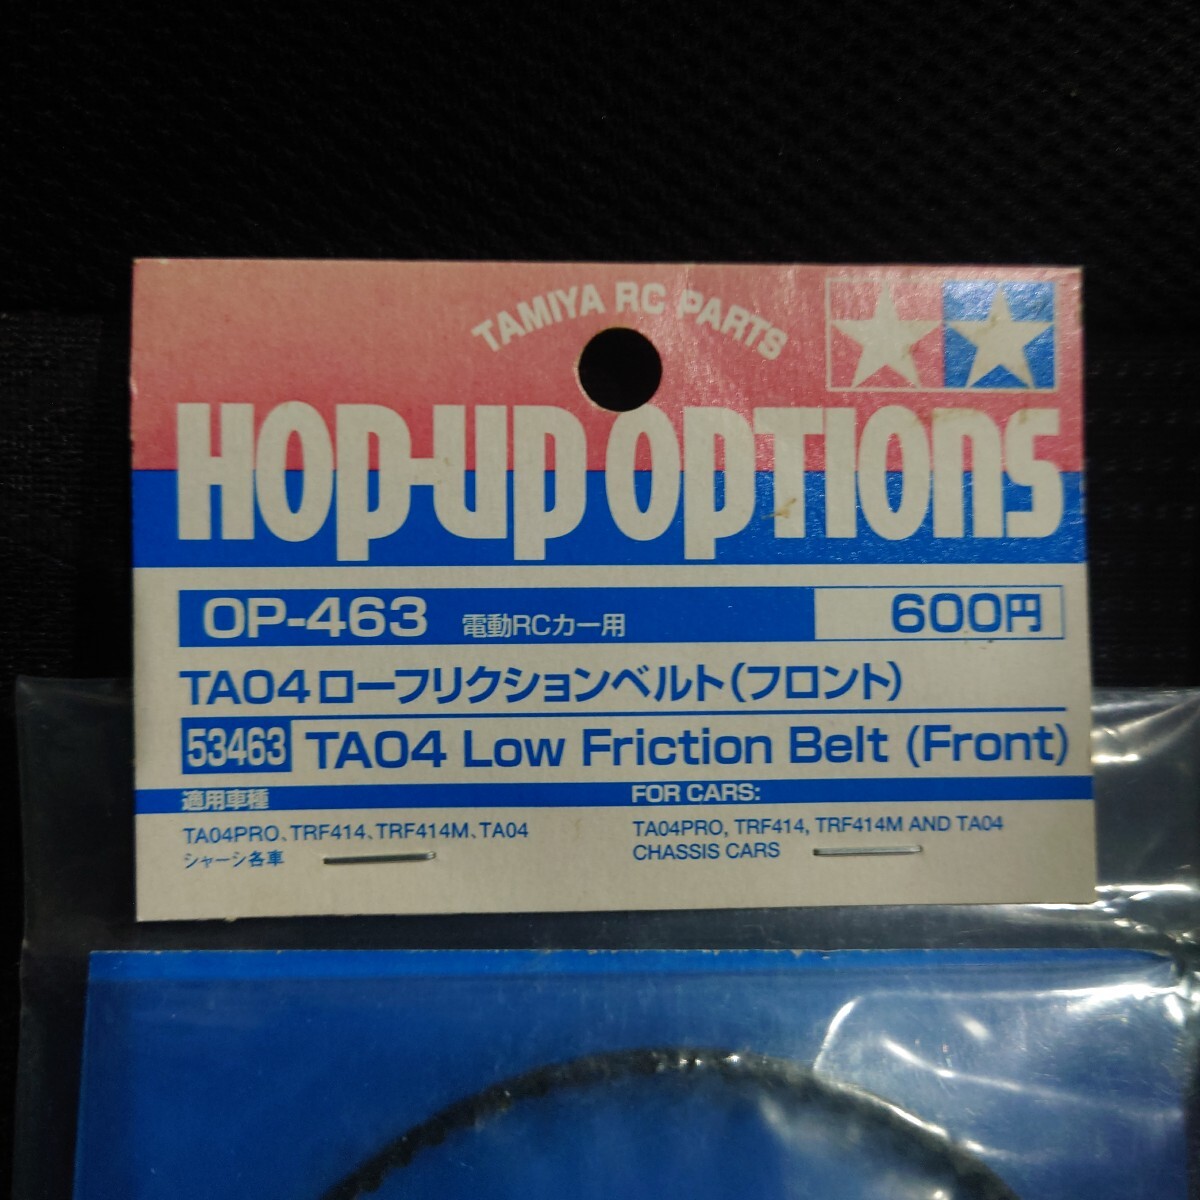 TAMIYA RC PARTS
HOP-UP OPTIONS
OP-463 電動RCカー用 600円
TA04ローフリクションベルト(フロント)
53463 TA04 Low Friction Belt (Front)
適用車種
TA04PRO、TRF414、TRF414M、TA04
シャーシ各車
FOR CARS:
TA04PRO, TRF414, TRF414M AND TA04
CHASSIS CARS